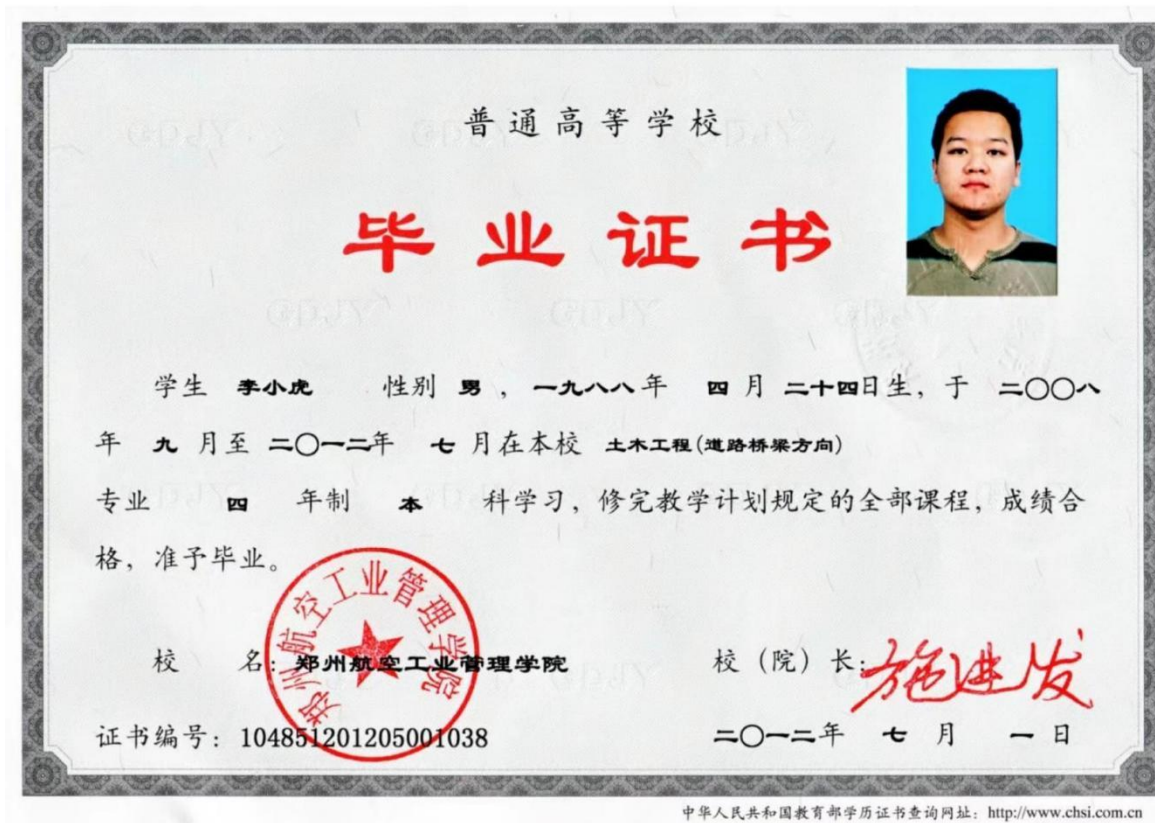 普通高等学校
毕业证书
学生 李小虎 性别 男 , 一九八八年 四月 二十四日生, 于 二〇〇八
年 九 月至 二〇一二年 七月在本校 土木工程(道路桥梁方向)
专业 四 年制 本 科学习, 修完教学计划规定的全部课程, 成绩合
格, 准予毕业。
郑州航空工业管理学院
校 名: 郑州航空工业管理学院 校（院）长: 施进发
证书编号: 104851201205001038 二〇一二年 七 月 一 日
中华人民共和国教育部学历证书查询网址: http://www.chsi.com.cn